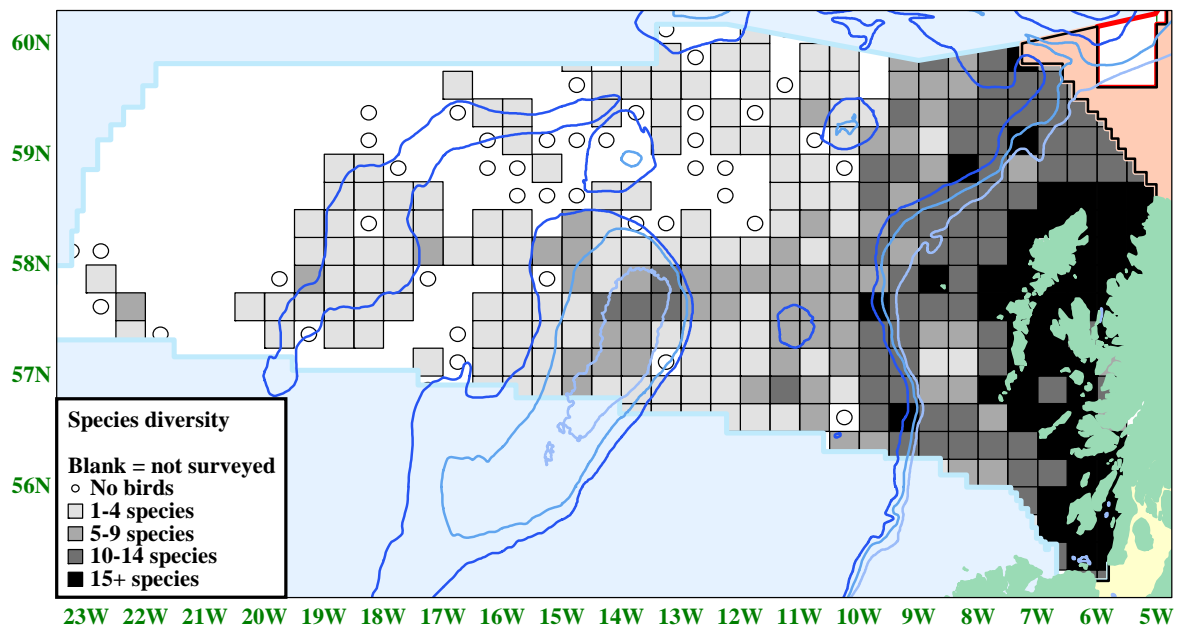 60N
59N
58N
57N
56N
Species diversity
Blank = not surveyed
No birds
1-4 species
5-9 species
10-14 species
15+ species
23W 22W 21W 20W 19W 18W 17W 16W 15W 14W 13W 12W 11W 10W 9W 8W 7W 6W 5W